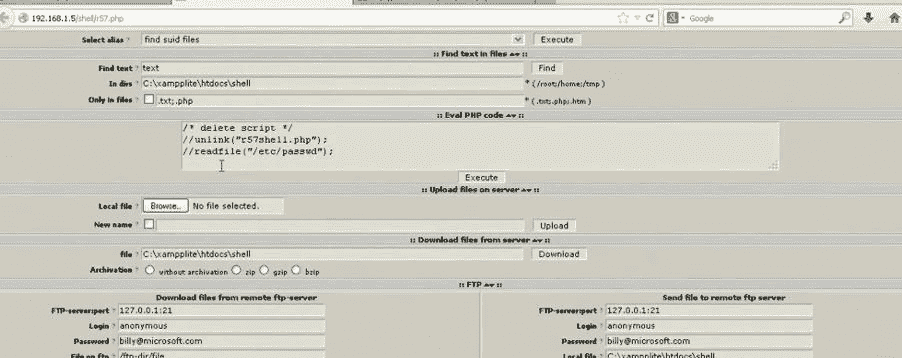 192.168.1.5/shell/r57.php
Google
Select alias ? find suid files Execute
:: Find text in files ::
Find text ? text Find
In dirs ? C:\xampplite\htdocs\shell * ( /root;/home;/tmp )
Only in files ? .txt;.php * ( .txt;.php;.htm )
:: Eval PHP code ::
/* delete script */
//unlink("r57shell.php");
//readfile("/etc/passwd");
Execute
:: Upload files on server ::
Local file ? Browse.. No file selected.
New name ? Upload
:: Download files from server ::
file ? C:\xampplite\htdocs\shell Download
Archivation ? without archivation zip gzip bzip
:: FTP ::
Download files from remote ftp-server Send file to remote ftp server
FTP-server:port ? 127.0.0.1:21 FTP-server:port ? 127.0.0.1:21
Login ? anonymous Login ? anonymous
Password ? billy@microsoft.com Password ? billy@microsoft.com
File on ftp ? /ftp-dir/file Local file ? C:\xampplite\htdocs\shell